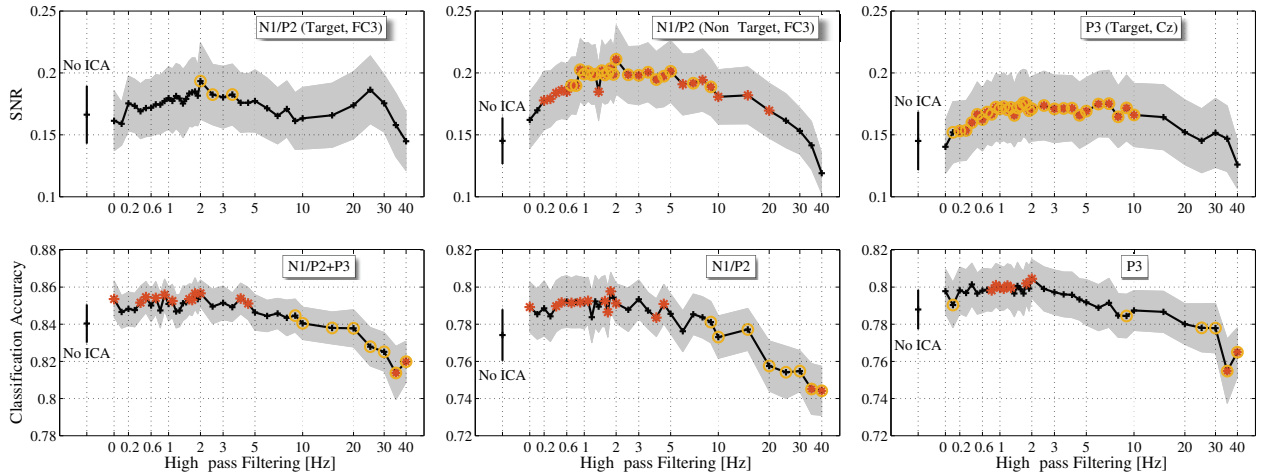 N1/P2 (Target, FC3)
SNR
0.25
0.2
0.15
0.1
No ICA
0 0.2 0.6 1 2 3 5 10 20 30 40
N1/P2 (Non Target, FC3)
0.25
0.2
0.15
0.1
No ICA
0 0.2 0.6 1 2 3 5 10 20 30 40
P3 (Target, Cz)
0.25
0.2
0.15
0.1
No ICA
0 0.2 0.6 1 2 3 5 10 20 30 40
N1/P2+P3
Classification Accuracy
0.88
0.86
0.84
0.82
0.8
0.78
No ICA
0 0.2 0.6 1 2 3 5 10 20 30 40
High pass Filtering [Hz]
N1/P2
0.82
0.8
0.78
0.76
0.74
0.72
No ICA
0 0.2 0.6 1 2 3 5 10 20 30 40
High pass Filtering [Hz]
P3
0.82
0.8
0.78
0.76
0.74
0.72
No ICA
0 0.2 0.6 1 2 3 5 10 20 30 40
High pass Filtering [Hz]